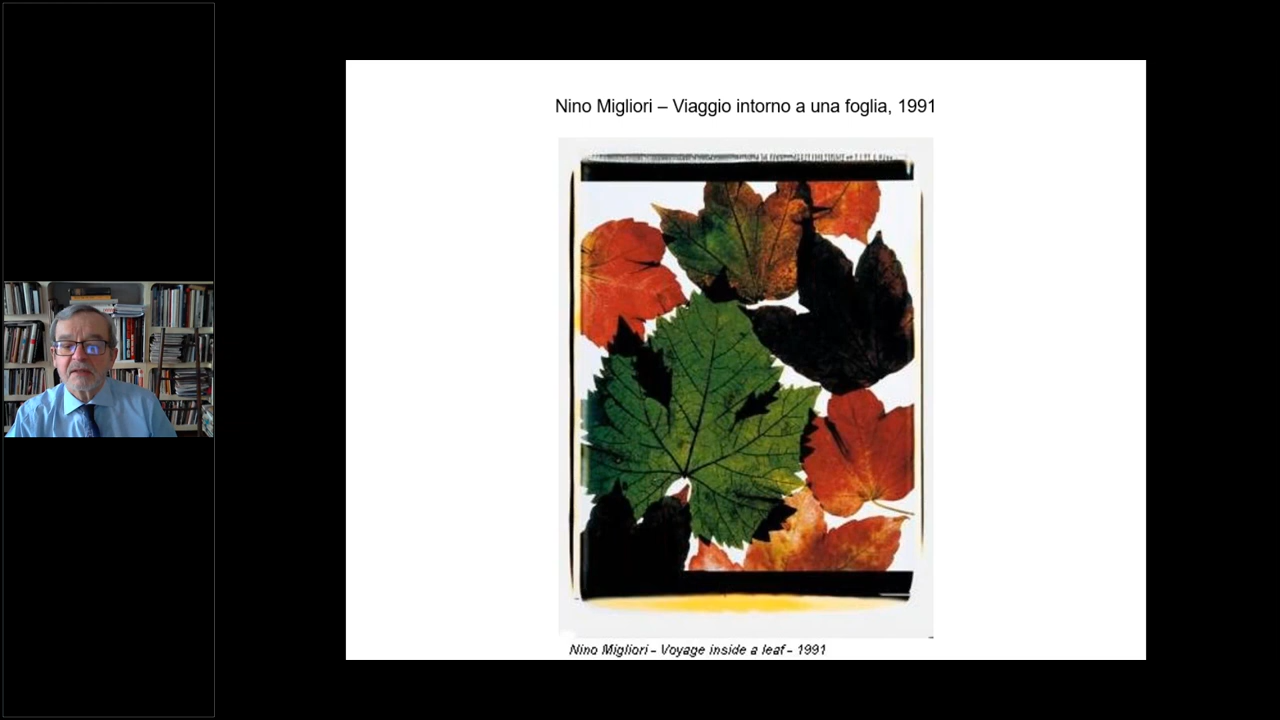 Nino Migliori – Viaggio intorno a una foglia, 1991
Nino Migliori - Voyage inside a leaf - 1991